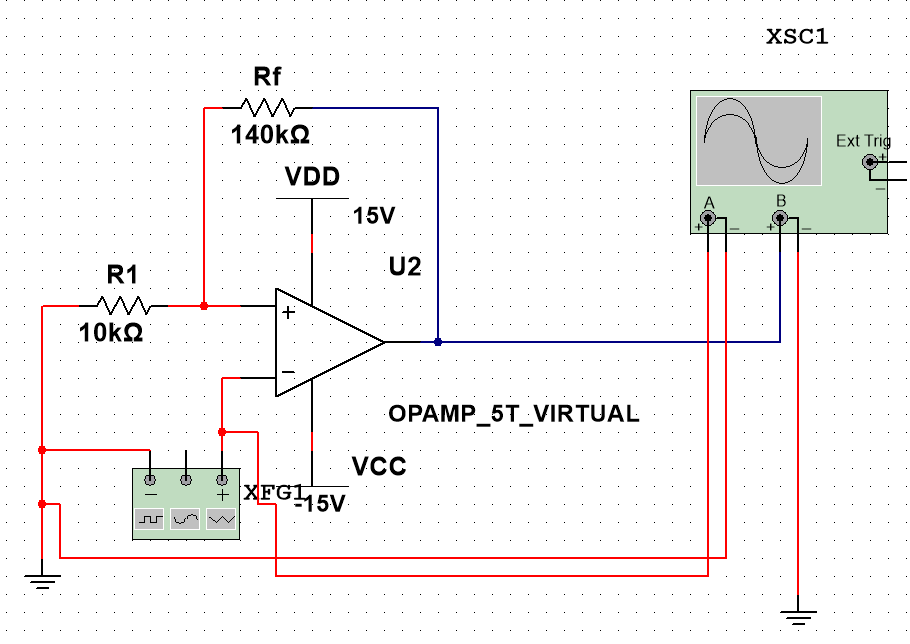 XSC1
Rf
140kΩ
VDD
15V
Ext Trig
+
−
A
B
+ − + −
U2
R1
10kΩ
+
−
OPAMP_5T_VIRTUAL
VCC
-15V
XFG1
− +